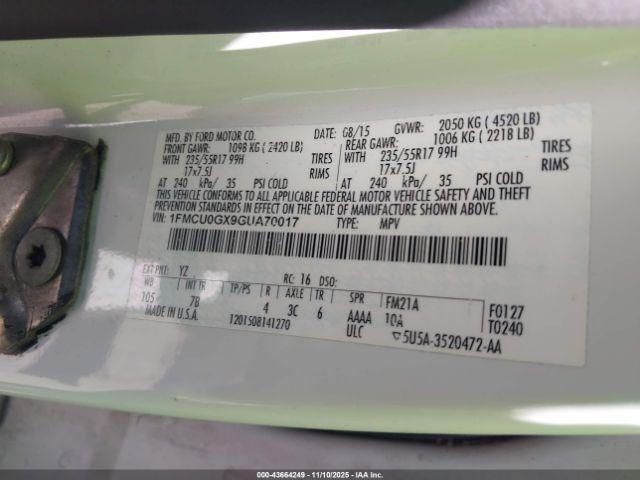 MFD. BY FORD MOTOR CO.
DATE: 08/15 GVWR: 2050 KG ( 4520 LB)
FRONT GAWR: 1098 KG ( 2420 LB) REAR GAWR: 1006 KG ( 2218 LB)
WITH 235/55R17 99H TIRES WITH 235/55R17 99H TIRES
17x7.5J RIMS 17x7.5J RIMS
AT 240 kPa/ 35 PSI COLD AT 240 kPa/ 35 PSI COLD
THIS VEHICLE CONFORMS TO ALL APPLICABLE FEDERAL MOTOR VEHICLE SAFETY AND THEFT
PREVENTION STANDARDS IN EFFECT ON THE DATE OF MANUFACTURE SHOWN ABOVE.
VIN: 1FMCU0GX9GUA70017 TYPE: MPV
EXT PNT: YZ RC: 16 DSO:
WB INT TR TP/PS R AXLE TR SPR FM21A F0127
105 7B 4 3C 6 AAAA 10A T0240
MADE IN U.S.A. 1201508141270 ULC ▽5U5A-3520472-AA
IAA STOCK #: 43664249 | 11/10/2025 | IAAI.COM